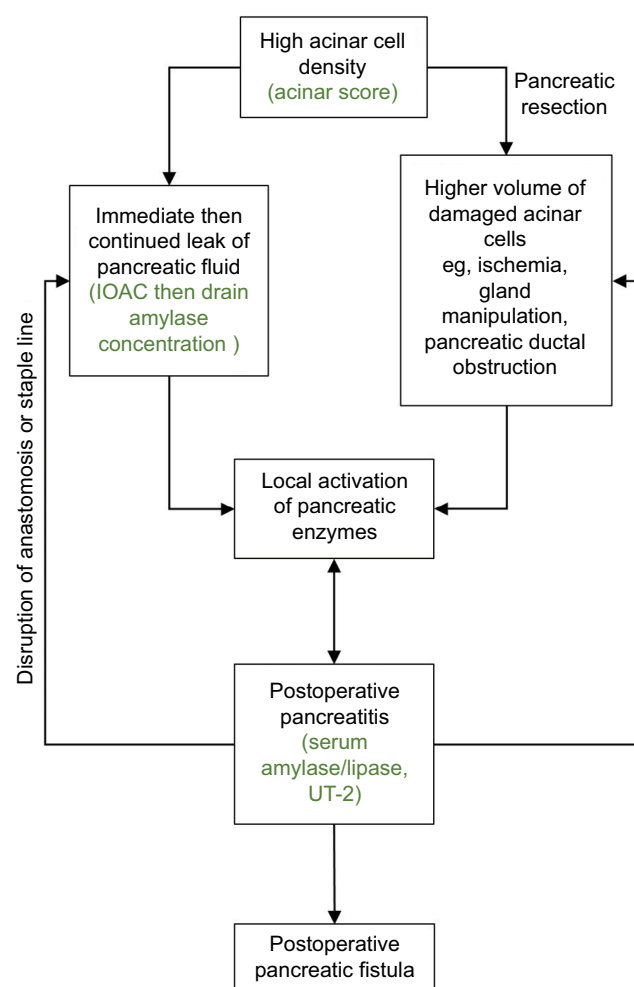 High acinar cell
density
(acinar score)
Pancreatic
resection
Immediate then
continued leak of
pancreatic fluid
(IOAC then drain
amylase
concentration )
Higher volume of
damaged acinar
cells
eg, ischemia,
gland
manipulation,
pancreatic ductal
obstruction
Disruption of anastomosis or staple line
Local activation
of pancreatic
enzymes
Postoperative
pancreatitis
(serum
amylase/lipase,
UT-2)
Postoperative
pancreatic fistula